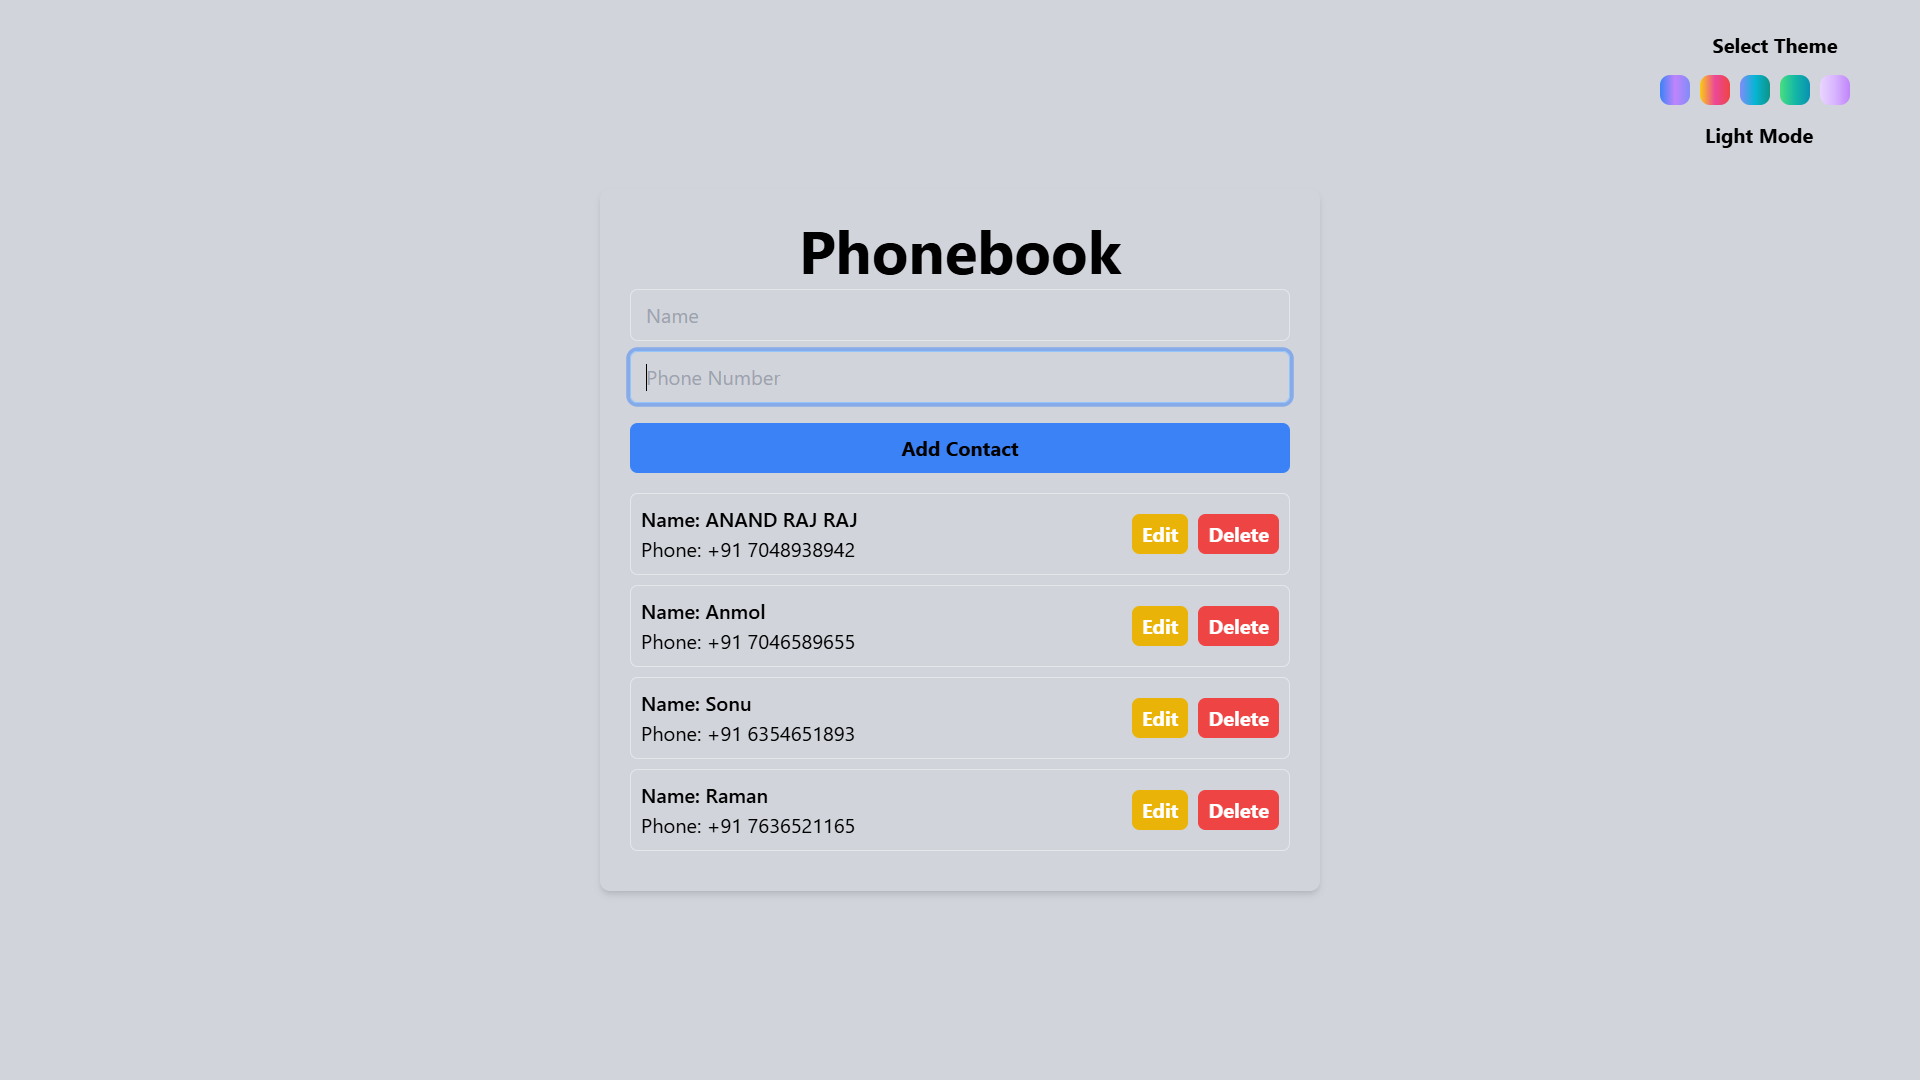 Select Theme
Light Mode
Phonebook
Name
Phone Number
Add Contact
Name: ANAND RAJ RAJ
Phone: +91 7048938942
Edit
Delete
Name: Anmol
Phone: +91 7046589655
Edit
Delete
Name: Sonu
Phone: +91 6354651893
Edit
Delete
Name: Raman
Phone: +91 7636521165
Edit
Delete